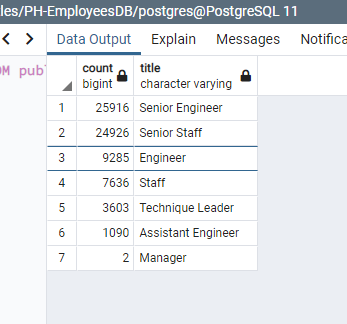 les/PH-EmployeesDB/postgres@PostgreSQL 11
Data Output Explain Messages Notifica
OM pub
count title
bigint character varying
1 25916 Senior Engineer
2 24926 Senior Staff
3 9285 Engineer
4 7636 Staff
5 3603 Technique Leader
6 1090 Assistant Engineer
7 2 Manager